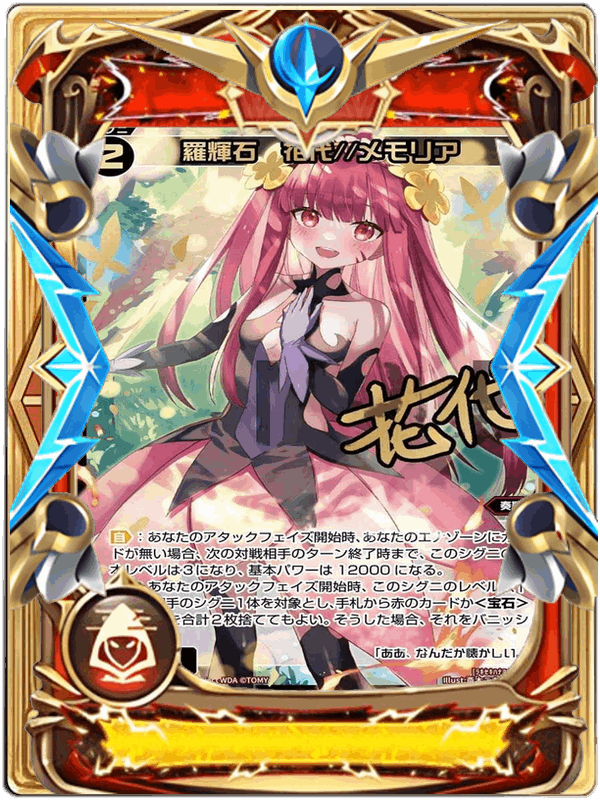 2
羅輝石 花代//メモリア
花代
奏
自:あなたのアタックフェイズ開始時、あなたのエナゾーンにカ
ドが無い場合、次の対戦相手のターン終了時まで、このシグニの
レベルは3になり、基本パワーは12000になる。
あなたのアタックフェイズ開始時、このシグニのレベル
手のシグニ1体を対象とし、手札から赤のカードか<宝石>
を合計2枚捨ててもよい。そうした場合、それをバニッシ
「ああ、なんだか懐かしい
WDA ©TOMY
Illust: